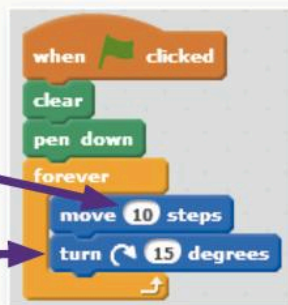 when clicked
clear
pen down
forever
move 10 steps
turn 15 degrees